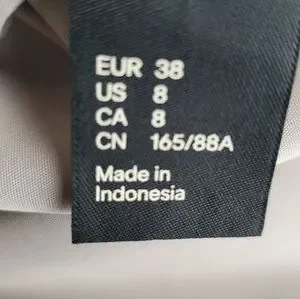 EUR 38
US 8
CA 8
CN 165/88A
Made in
Indonesia